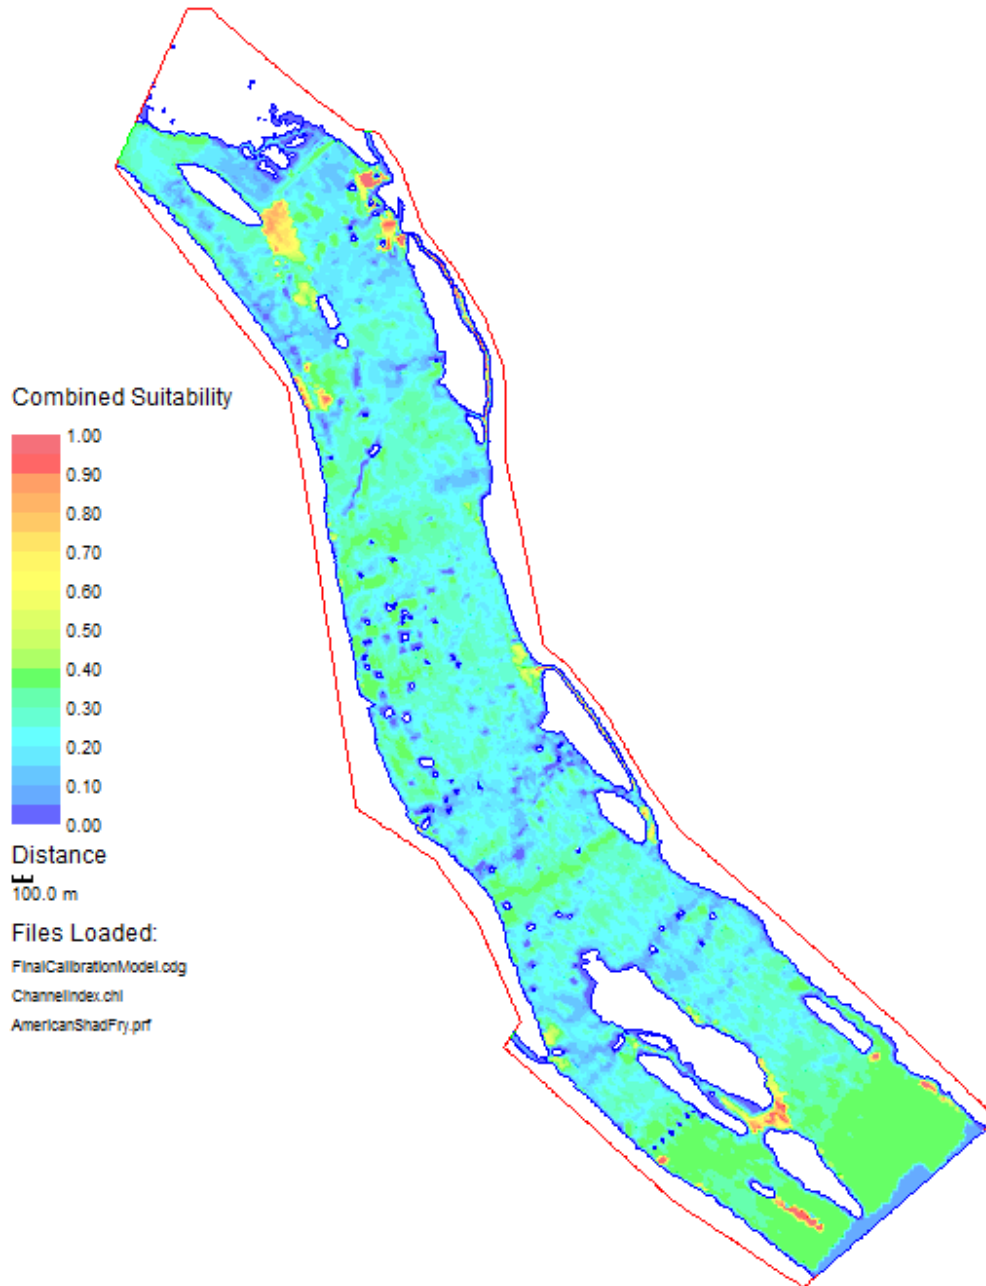 Combined Suitability
1.00
0.90
0.80
0.70
0.60
0.50
0.40
0.30
0.20
0.10
0.00
Distance
100.0 m
Files Loaded:
FinalCalibrationModel.cdg
ChannelIndex.chi
AmericanShadFry.prf